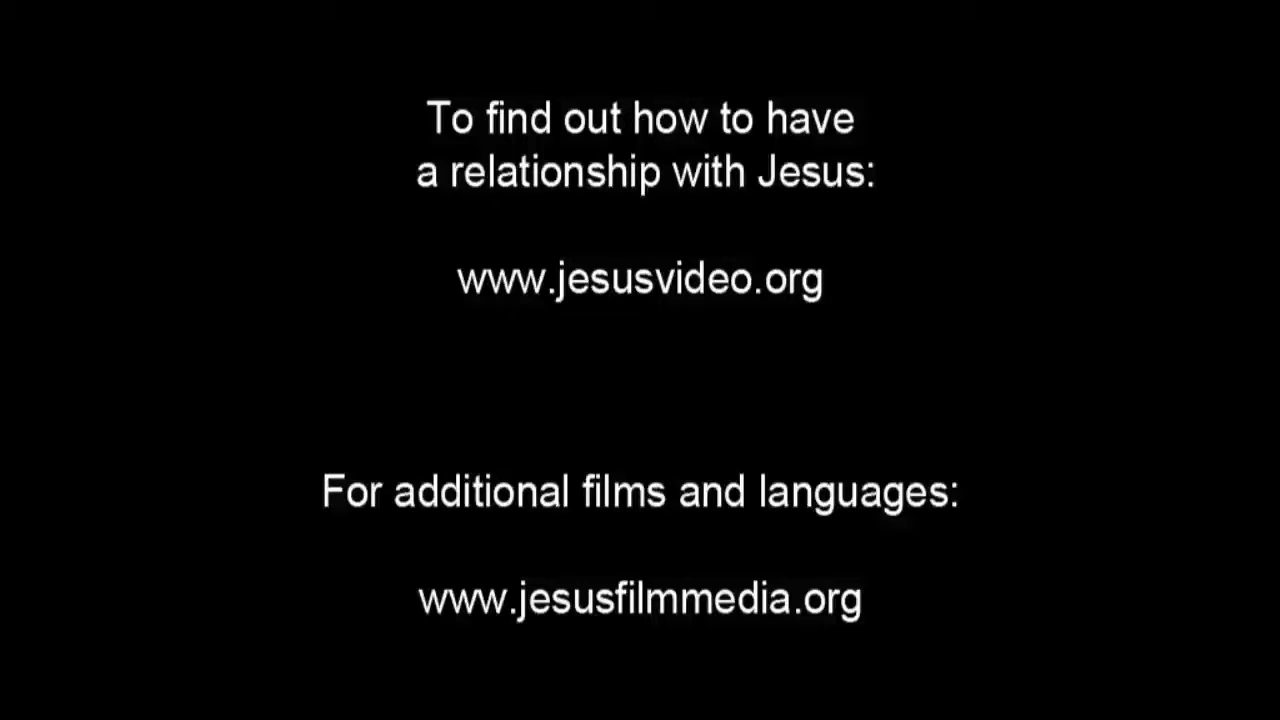 To find out how to have
a relationship with Jesus:
www.jesusvideo.org
For additional films and languages:
www.jesusfilmmedia.org